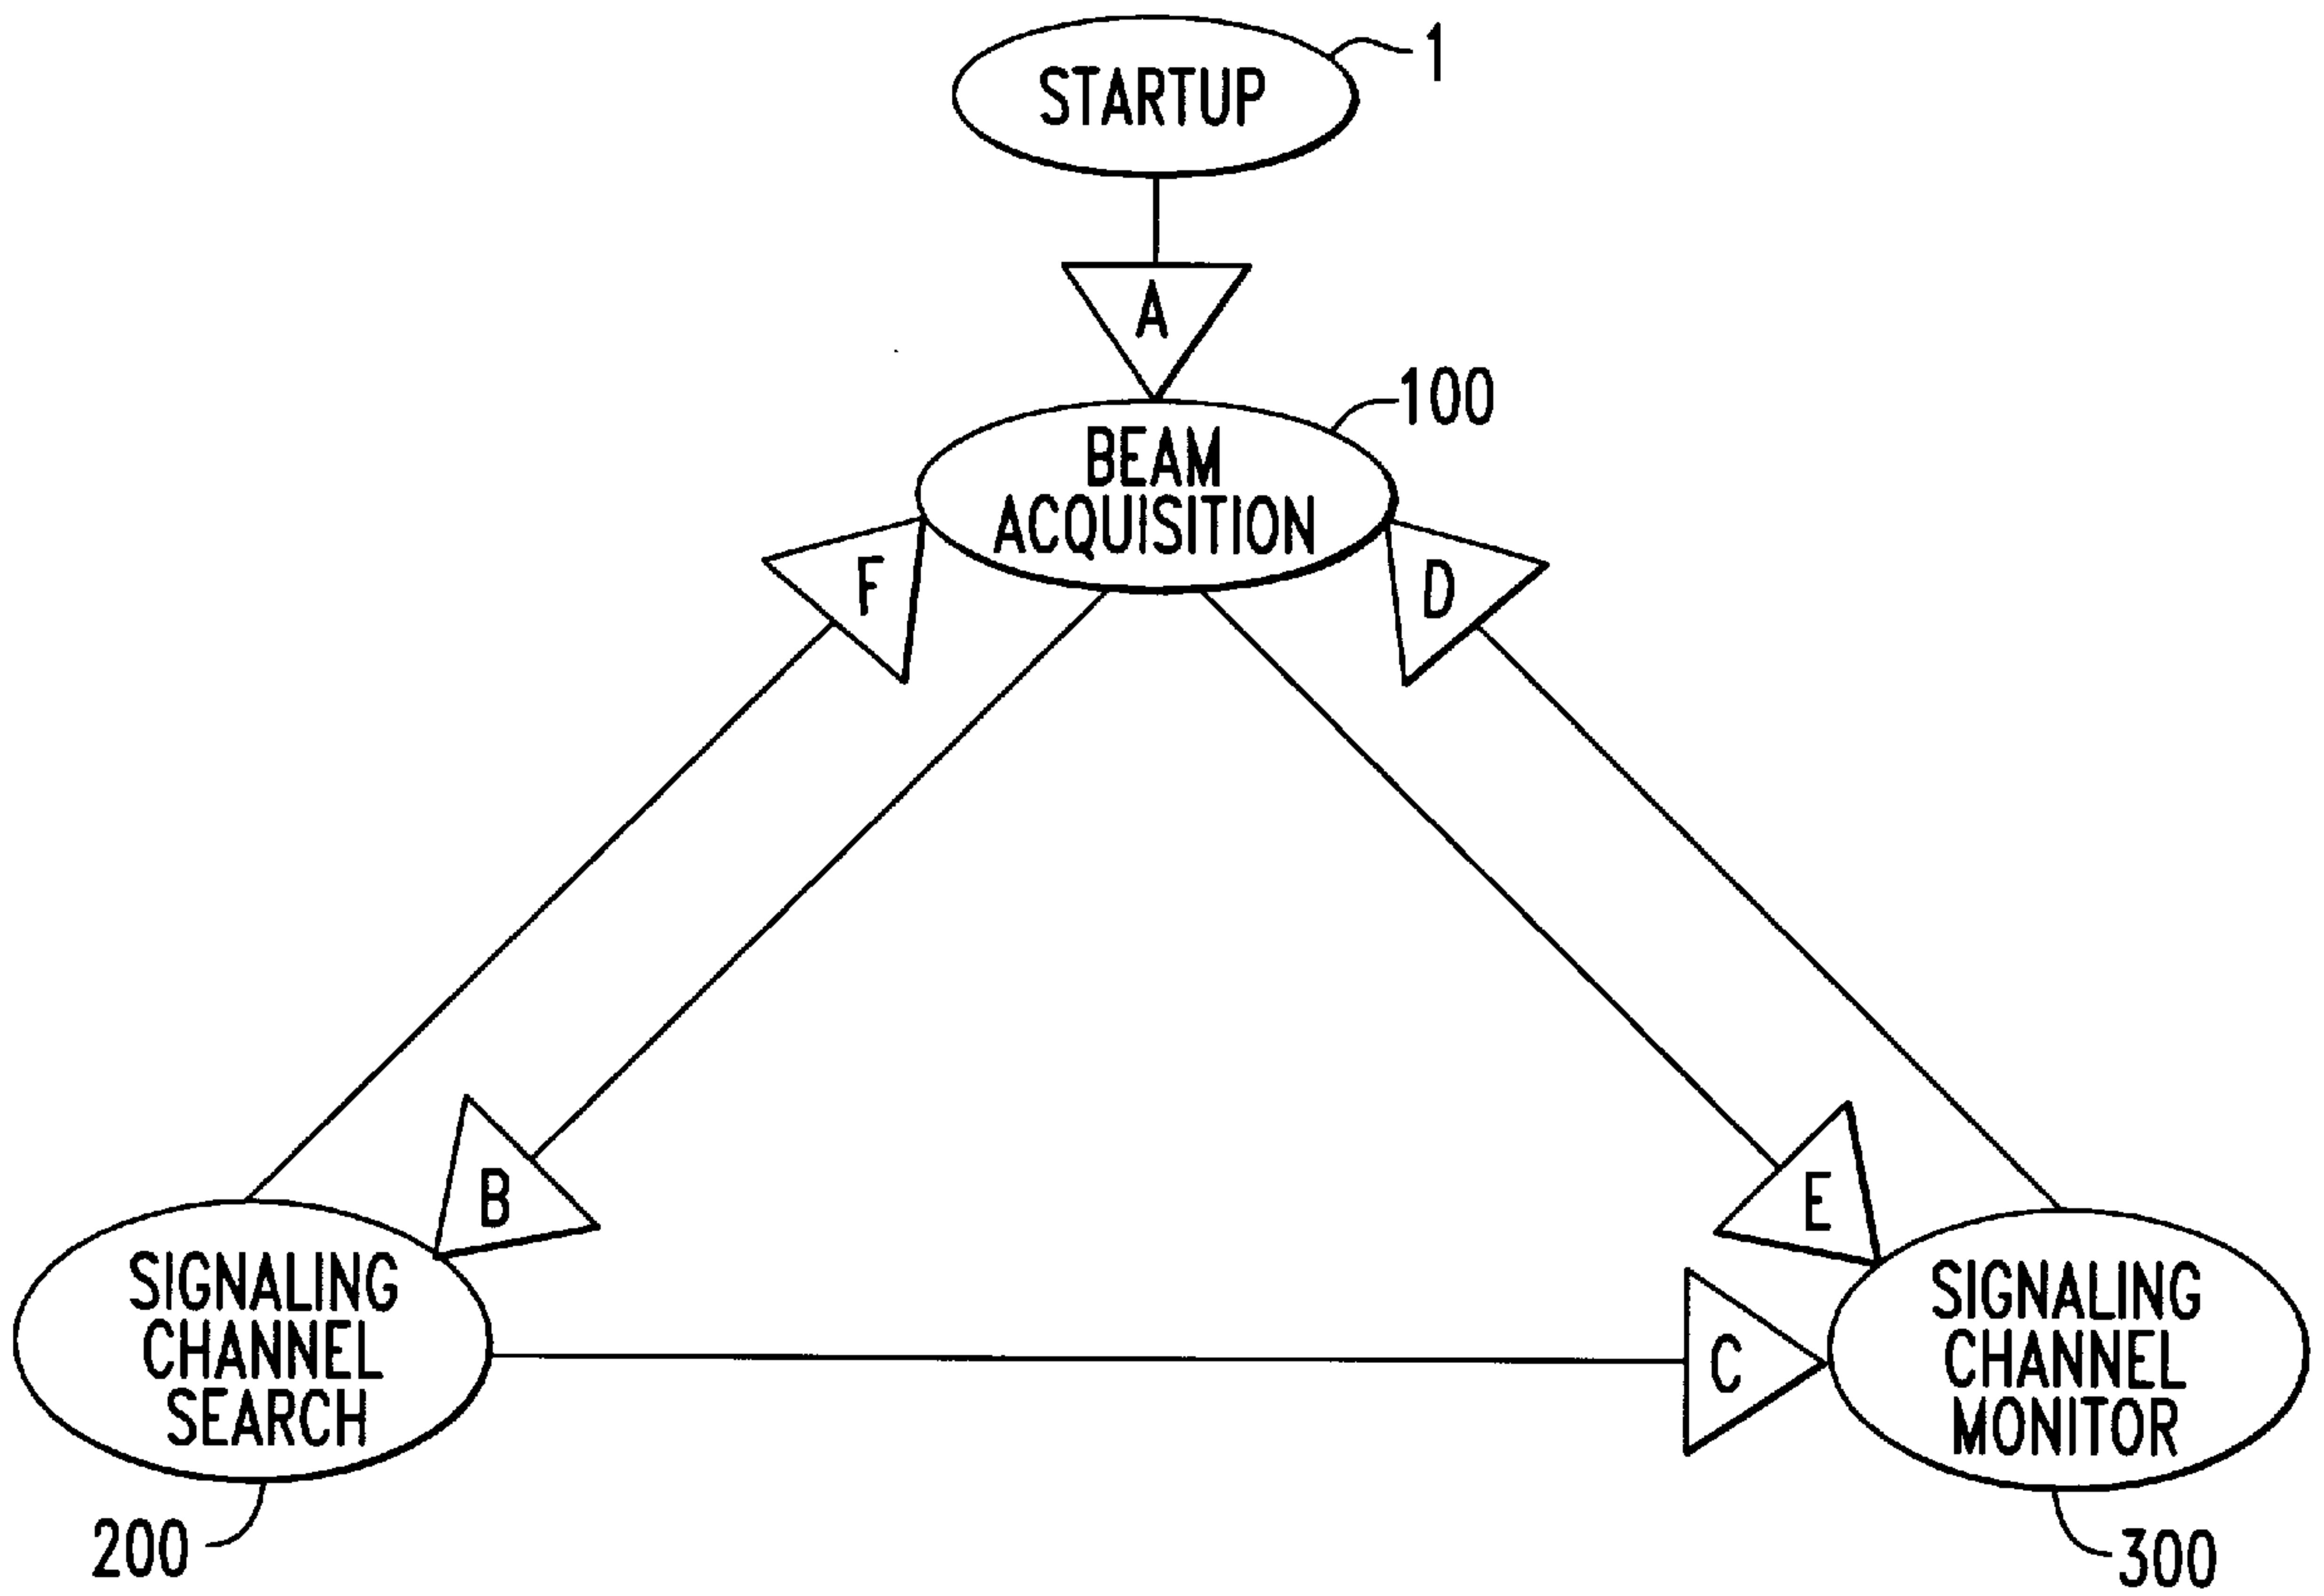 STARTUP
1
A
100
BEAM
ACQUISITION
F
D
B
E
SIGNALING
CHANNEL
SEARCH
C
SIGNALING
CHANNEL
MONITOR
200
300